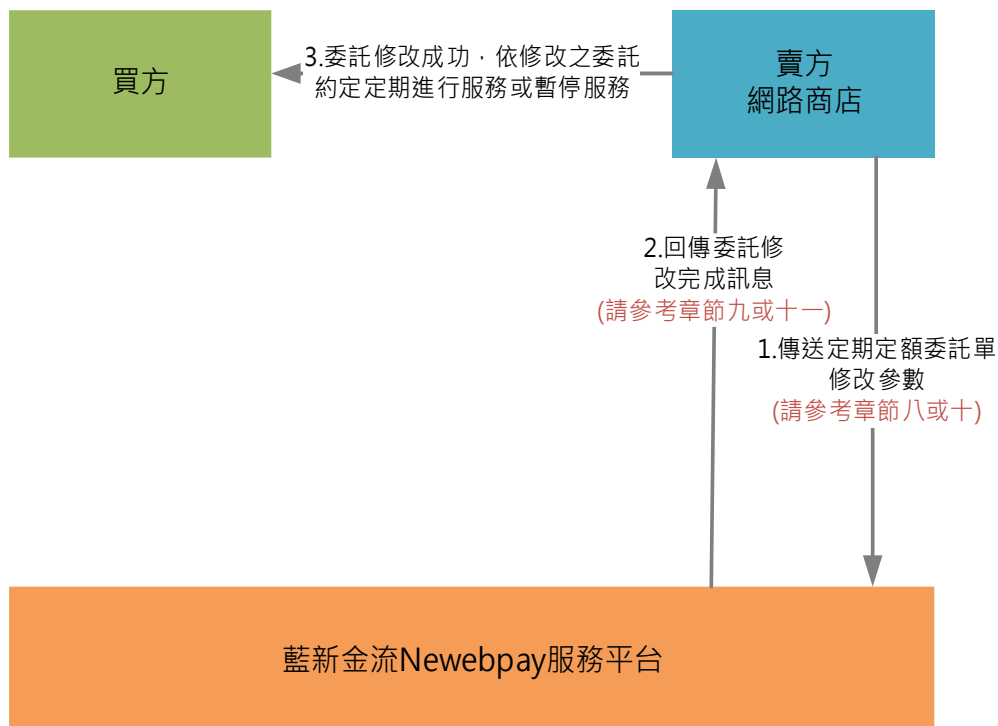 買方
3.委託修改成功，依修改之委託
約定定期進行服務或暫停服務
賣方
網路商店
2.回傳委託修
改完成訊息
(請參考章節九或十一)
1.傳送定期定額委託單
修改參數
(請參考章節八或十)
藍新金流Newebpay服務平台